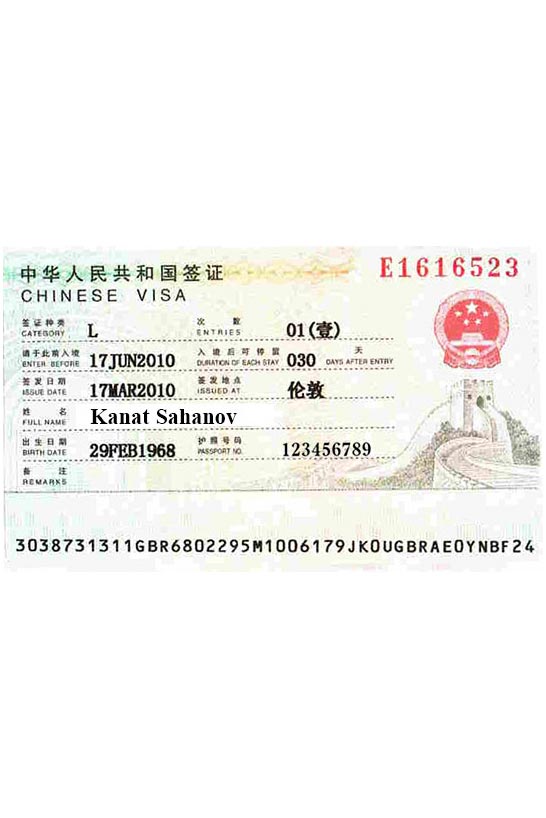 中华人民共和国签证 E1616523
CHINESE VISA
签证种类 CATEGORY L 次数 ENTRIES 01(壹)
请于此前入境 ENTER BEFORE 17JUN2010 入境后可停留 DURATION OF EACH STAY 030 天 DAYS AFTER ENTRY
签发日期 ISSUE DATE 17MAR2010 签发地点 ISSUED AT 伦敦
姓名 FULL NAME Kanat Sahanov
出生日期 BIRTH DATE 29FEB1968 护照号码 PASSPORT NO. 123456789
备注 REMARKS
3038731311GBR6802295M1006179JK0UGBRAE0YNBF24